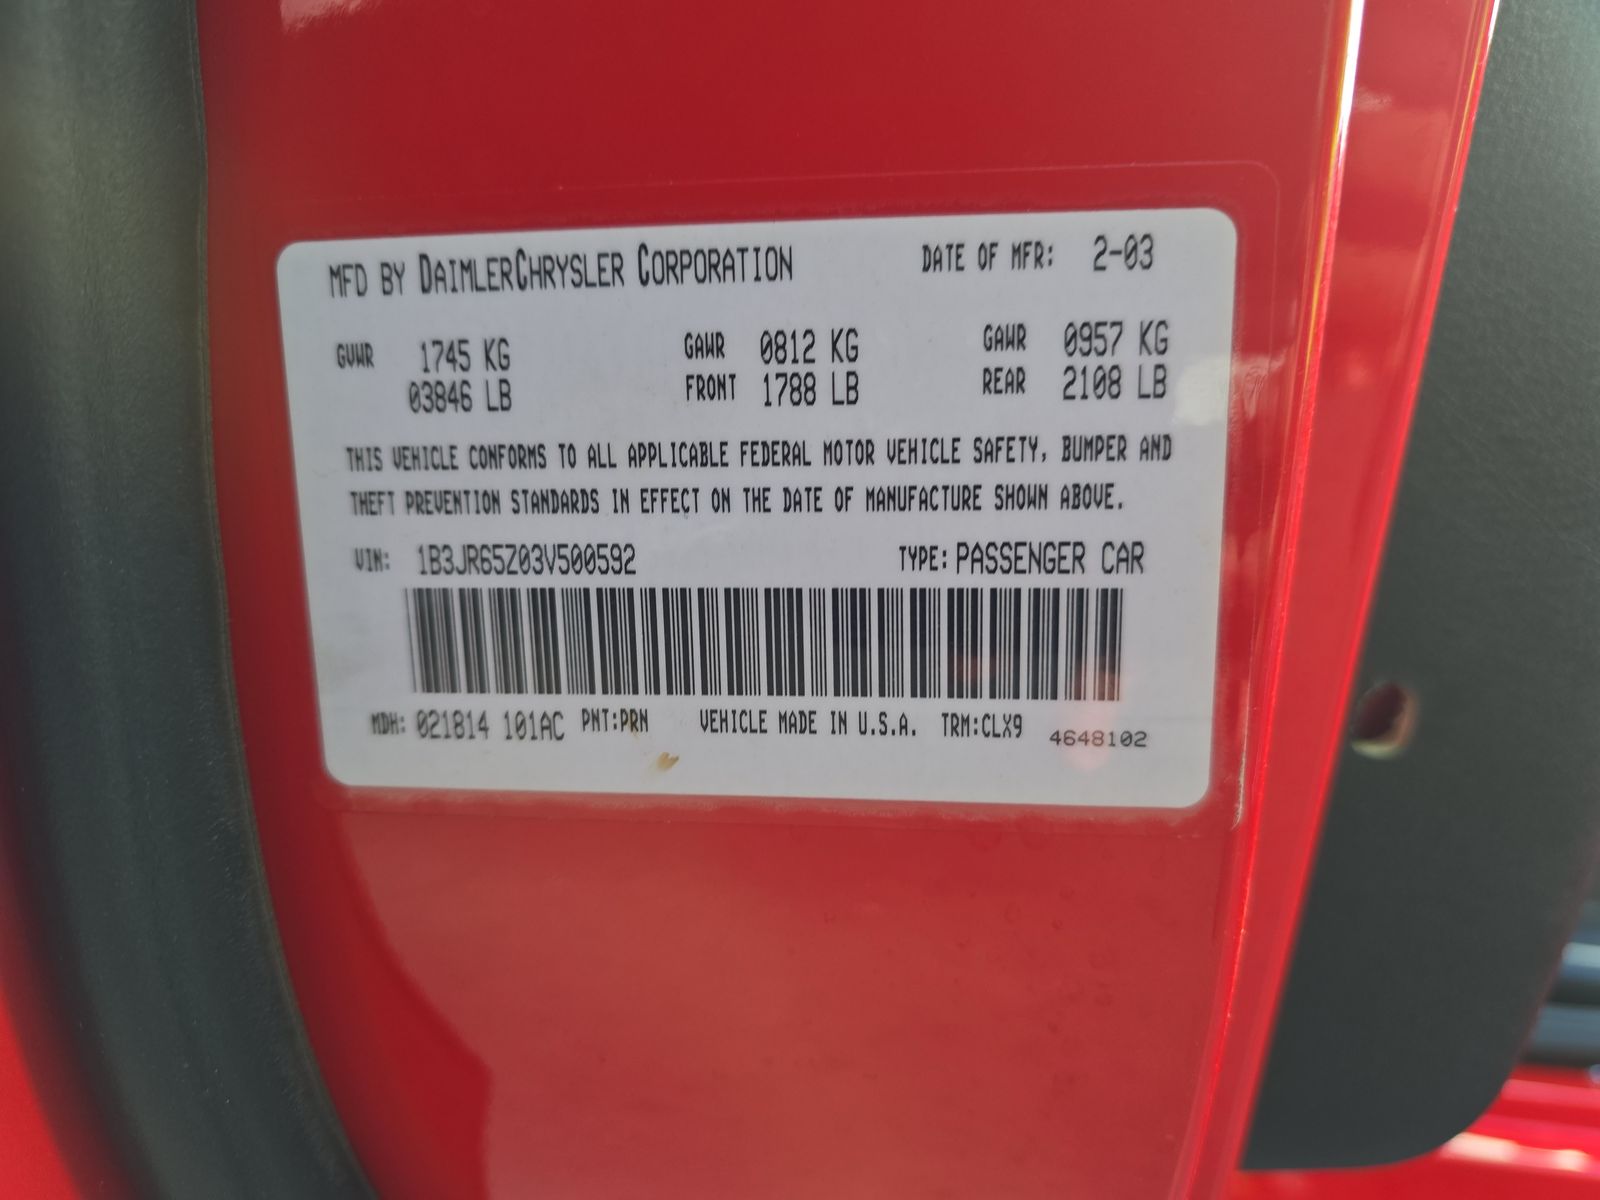 MFD BY DAIMLERCHRYSLER CORPORATION DATE OF MFR: 2-03
GVWR 1745 KG GAWR 0812 KG GAWR 0957 KG
03846 LB FRONT 1788 LB REAR 2108 LB
THIS VEHICLE CONFORMS TO ALL APPLICABLE FEDERAL MOTOR VEHICLE SAFETY, BUMPER AND
THEFT PREVENTION STANDARDS IN EFFECT ON THE DATE OF MANUFACTURE SHOWN ABOVE.
VIN: 1B3JR65Z03V500592 TYPE: PASSENGER CAR
MDH: 021814 101AC PNT:PRN VEHICLE MADE IN U.S.A. TRM:CLX9 4648102